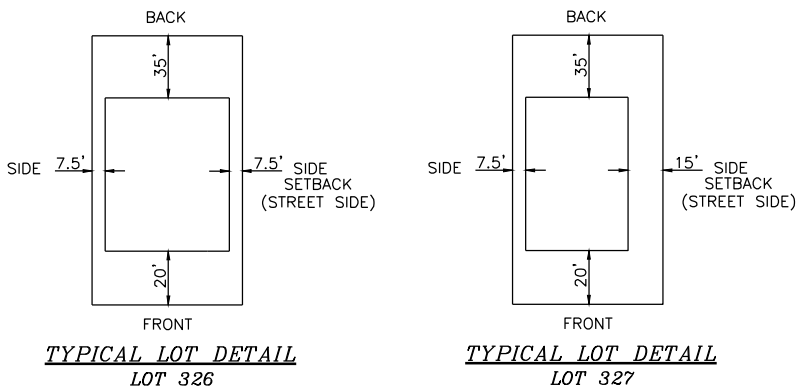 BACK
35'
SIDE 7.5' 7.5' SIDE
SETBACK
(STREET SIDE)
20'
FRONT
TYPICAL LOT DETAIL
LOT 326
BACK
35'
SIDE 7.5' 15' SIDE
SETBACK
(STREET SIDE)
20'
FRONT
TYPICAL LOT DETAIL
LOT 327